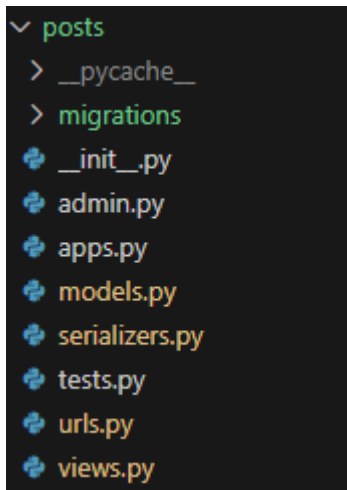 posts
__pycache__
migrations
__init__.py
admin.py
apps.py
models.py
serializers.py
tests.py
urls.py
views.py